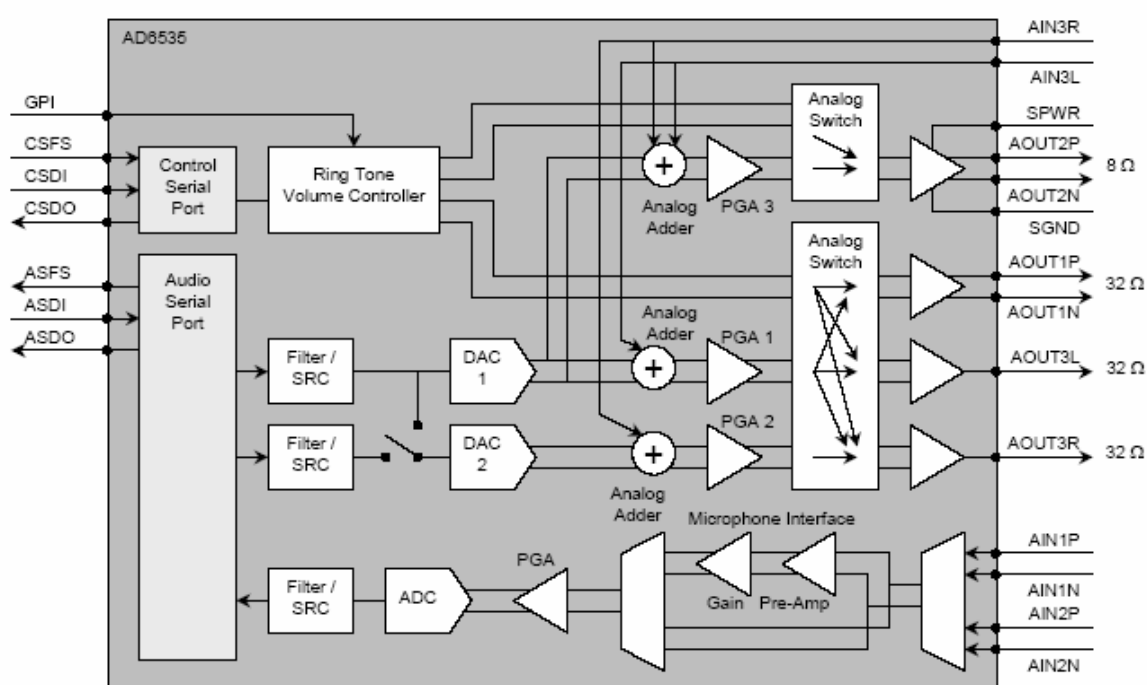 AD6535
AIN3R
AIN3L
GPI
CSFS
CSDI
CSDO
Control
Serial
Port
Ring Tone
Volume Controller
Analog
Adder
PGA 3
Analog
Switch
SPWR
AOUT2P
8 Ω
AOUT2N
SGND
ASFS
ASDI
ASDO
Audio
Serial
Port
Analog
Switch
AOUT1P
32 Ω
AOUT1N
Filter /
SRC
DAC
1
Analog
Adder
PGA 1
AOUT3L
32 Ω
Filter /
SRC
DAC
2
PGA 2
AOUT3R
32 Ω
Analog
Adder
Microphone Interface
Filter /
SRC
ADC
PGA
Gain
Pre-Amp
AIN1P
AIN1N
AIN2P
AIN2N